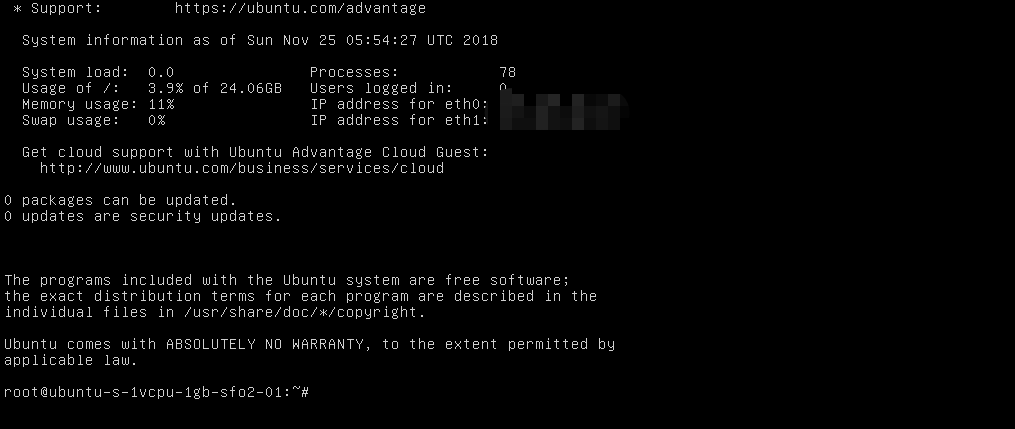 * Support: https://ubuntu.com/advantage
System information as of Sun Nov 25 05:54:27 UTC 2018
System load: 0.0 Processes: 78
Usage of /: 3.9% of 24.06GB Users logged in: 0
Memory usage: 11% IP address for eth0:
Swap usage: 0% IP address for eth1:
Get cloud support with Ubuntu Advantage Cloud Guest:
http://www.ubuntu.com/business/services/cloud
0 packages can be updated.
0 updates are security updates.
The programs included with the Ubuntu system are free software;
the exact distribution terms for each program are described in the
individual files in /usr/share/doc/*/copyright.
Ubuntu comes with ABSOLUTELY NO WARRANTY, to the extent permitted by
applicable law.
root@ubuntu-s-1vcpu-1gb-sfo2-01:~#